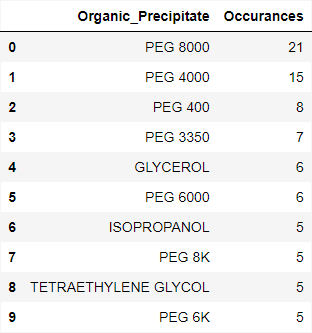 Organic_Precipitate Occurances
0 PEG 8000 21
1 PEG 4000 15
2 PEG 400 8
3 PEG 3350 7
4 GLYCEROL 6
5 PEG 6000 6
6 ISOPROPANOL 5
7 PEG 8K 5
8 TETRAETHYLENE GLYCOL 5
9 PEG 6K 5